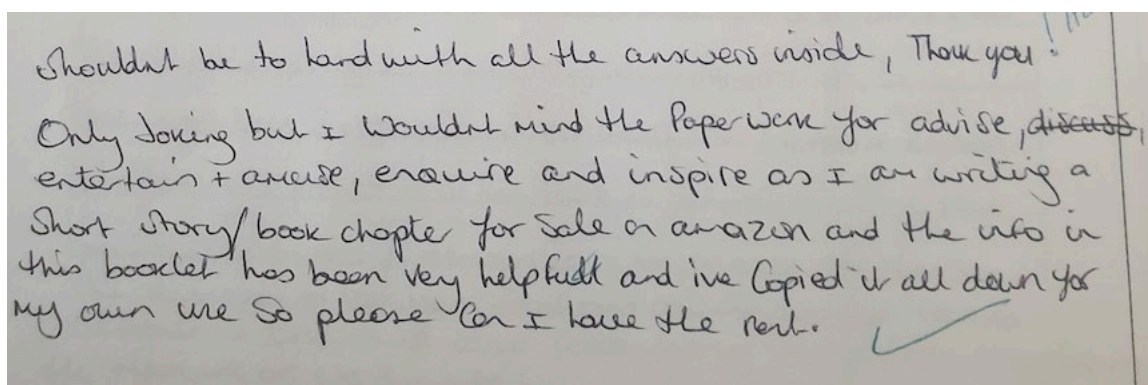 Shouldnt be to hard with all the answers inside, Thank you!
Only Joking but I Wouldnt mind the Paperwork for advise, discuss,
entertain + amuse, enquire and inspire as I am writing a
Short story/book chapter for Sale on amazon and the info in
this booklet has been very helpfull and ive Copied it all down for
My own use So please Can I have the rest.